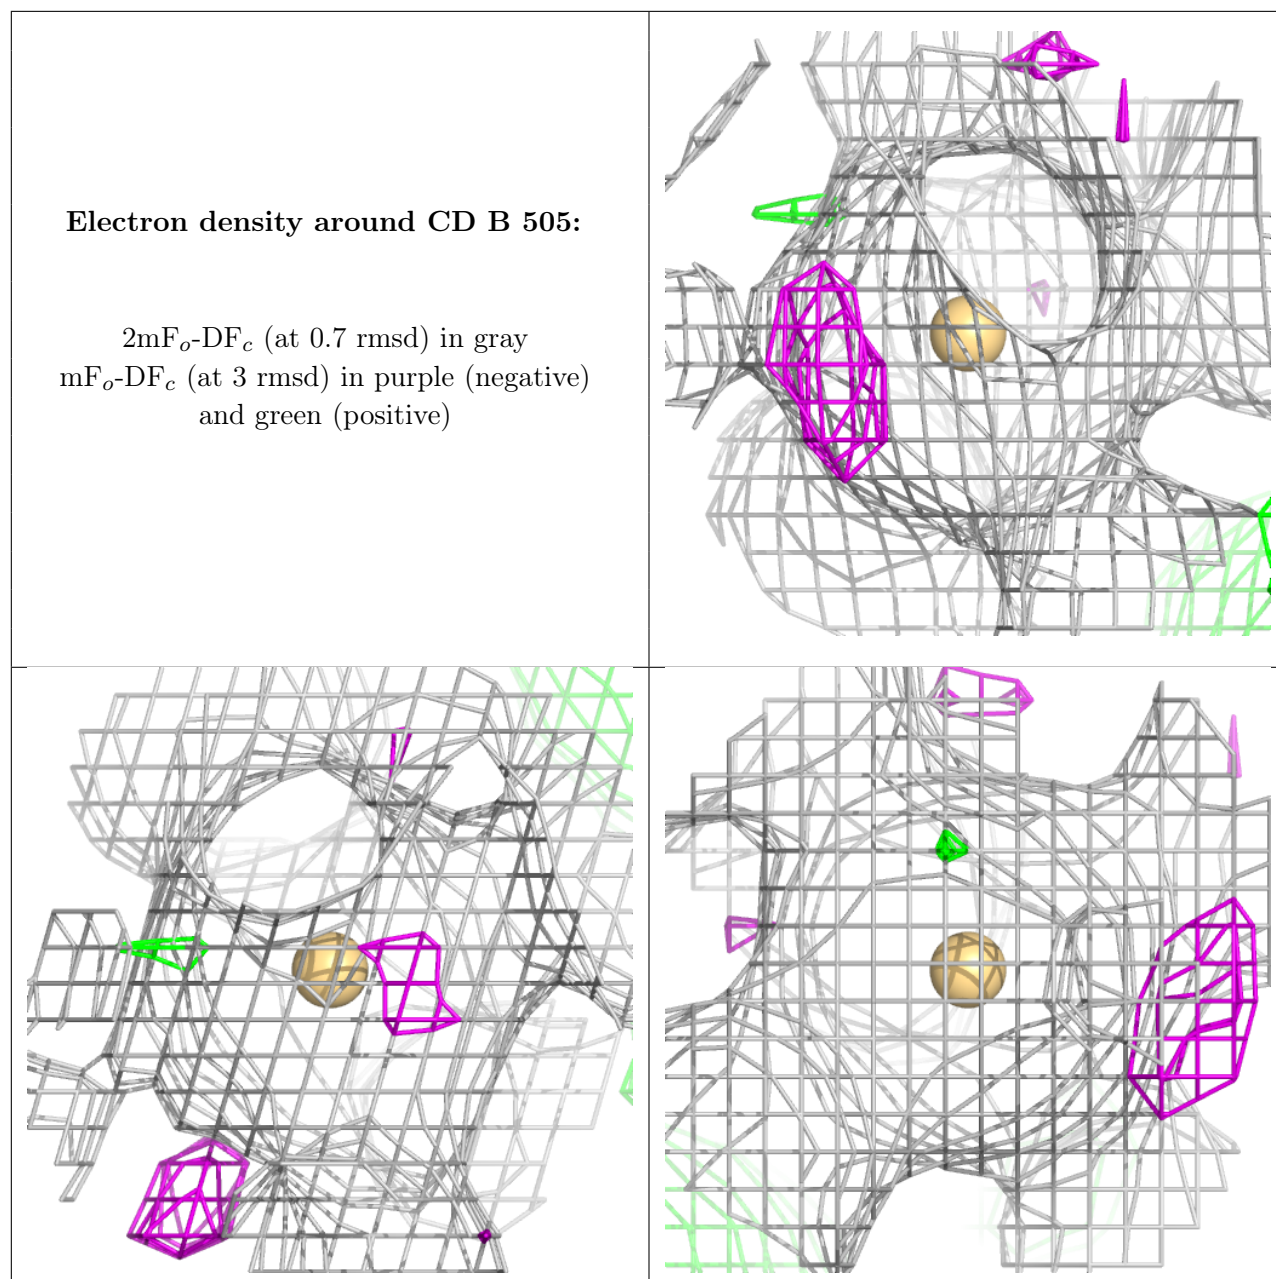 Electron density around CD B 505:
2mFo-DFc (at 0.7 rmsd) in gray
mFo-DFc (at 3 rmsd) in purple (negative)
and green (positive)